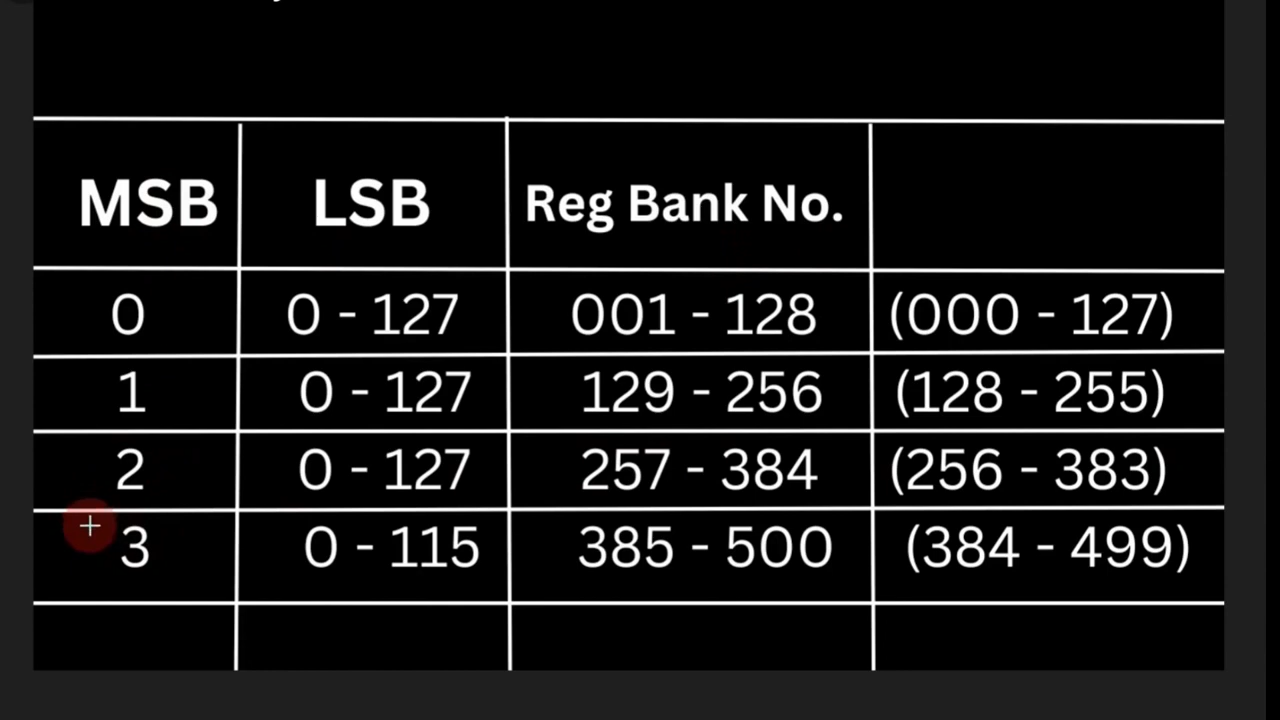 MSB LSB Reg Bank No.
0 0 - 127 001 - 128 (000 - 127)
1 0 - 127 129 - 256 (128 - 255)
2 0 - 127 257 - 384 (256 - 383)
3 0 - 115 385 - 500 (384 - 499)